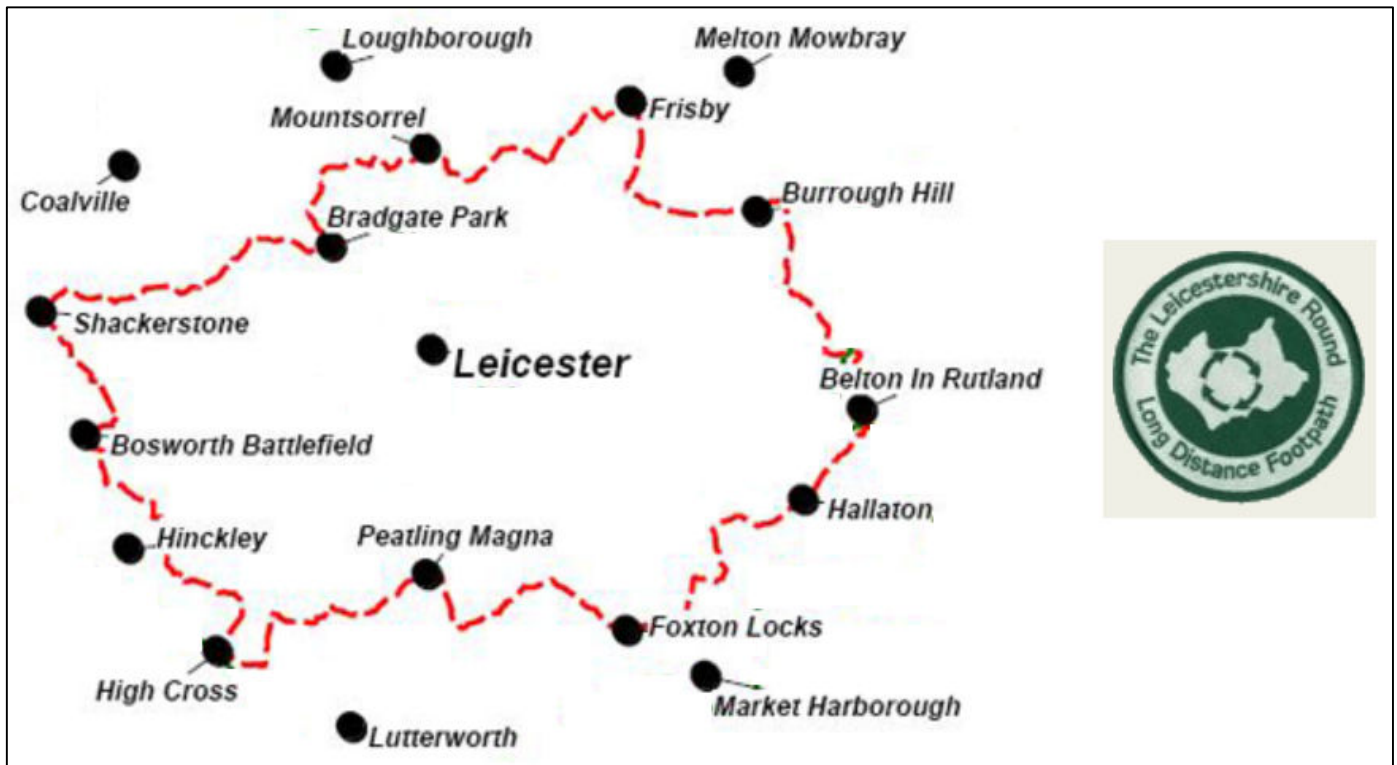 Loughborough
Melton Mowbray
Mountsorrel
Frisby
Coalville
Burrough Hill
Bradgate Park
Shackerstone
Leicester
Belton In Rutland
Bosworth Battlefield
Hallaton
Hinckley
Peatling Magna
Foxton Locks
High Cross
Market Harborough
Lutterworth
The Leicestershire Round
Long Distance Footpath